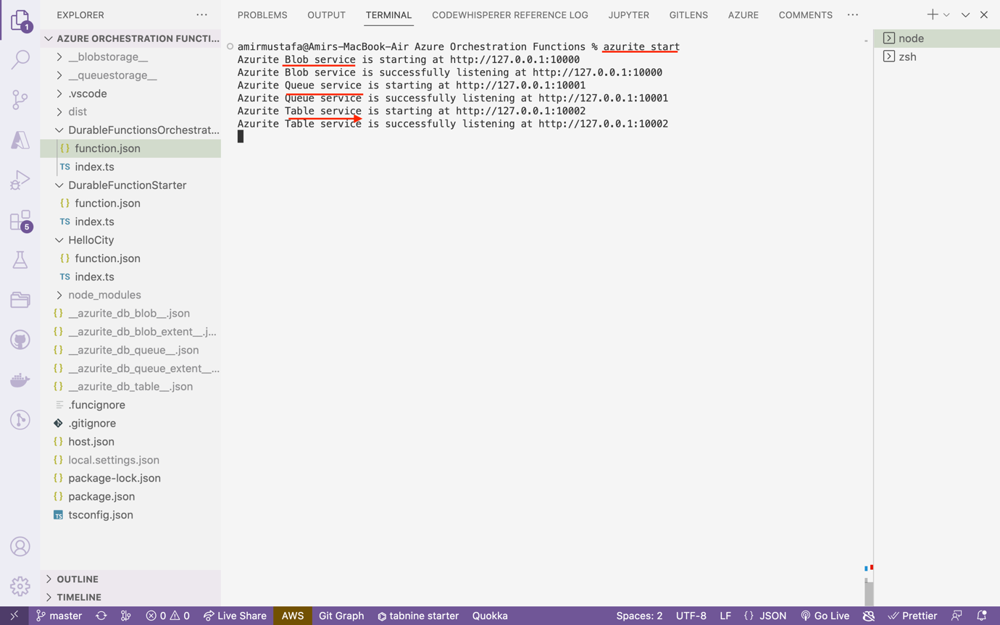 EXPLORER
PROBLEMS OUTPUT TERMINAL CODEWHISPERER REFERENCE LOG JUPYTER GITLENS AZURE COMMENTS
1
AZURE ORCHESTRATION FUNCTI...
__blobstorage__
__queuestorage__
.vscode
dist
DurableFunctionsOrchestrat...
{} function.json
TS index.ts
DurableFunctionStarter
{} function.json
TS index.ts
5
HelloCity
{} function.json
TS index.ts
node_modules
{} __azurite_db_blob__.json
{} __azurite_db_blob_extent__.j...
{} __azurite_db_queue__.json
{} __azurite_db_queue_extent__...
{} __azurite_db_table__.json
.funcignore
.gitignore
{} host.json
{} local.settings.json
{} package-lock.json
{} package.json
TS tsconfig.json
OUTLINE
TIMELINE
amirmustafa@Amirs-MacBook-Air Azure Orchestration Functions % azurite start
Azurite Blob service is starting at http://127.0.0.1:10000
Azurite Blob service is successfully listening at http://127.0.0.1:10000
Azurite Queue service is starting at http://127.0.0.1:10001
Azurite Queue service is successfully listening at http://127.0.0.1:10001
Azurite Table service is starting at http://127.0.0.1:10002
Azurite Table service is successfully listening at http://127.0.0.1:10002
node
zsh
master 0 0 Live Share AWS Git Graph tabnine starter Quokka Spaces: 2 UTF-8 LF {} JSON Go Live Prettier